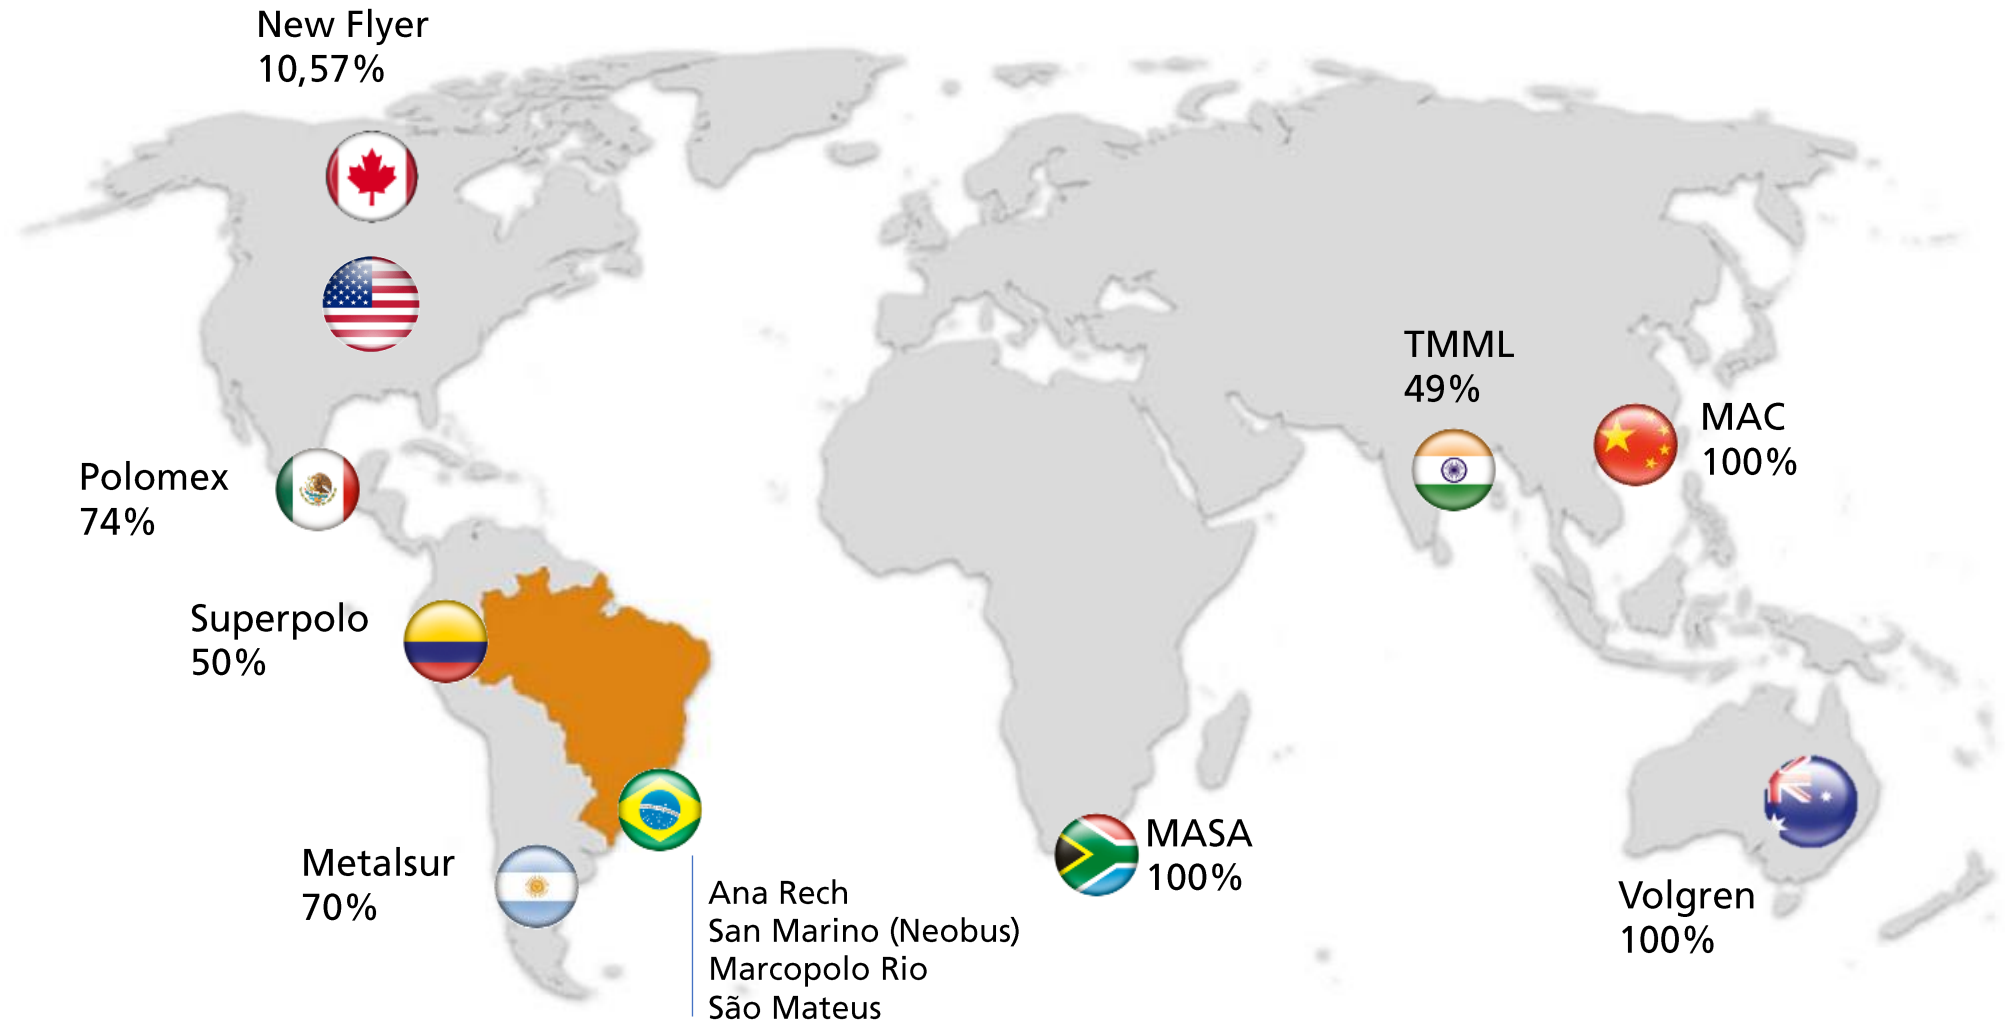 New Flyer
10,57%
TMML
49%
MAC
100%
Polomex
74%
Superpolo
50%
Metalsur
70%
MASA
100%
Ana Rech
San Marino (Neobus)
Marcopolo Rio
São Mateus
Volgren
100%